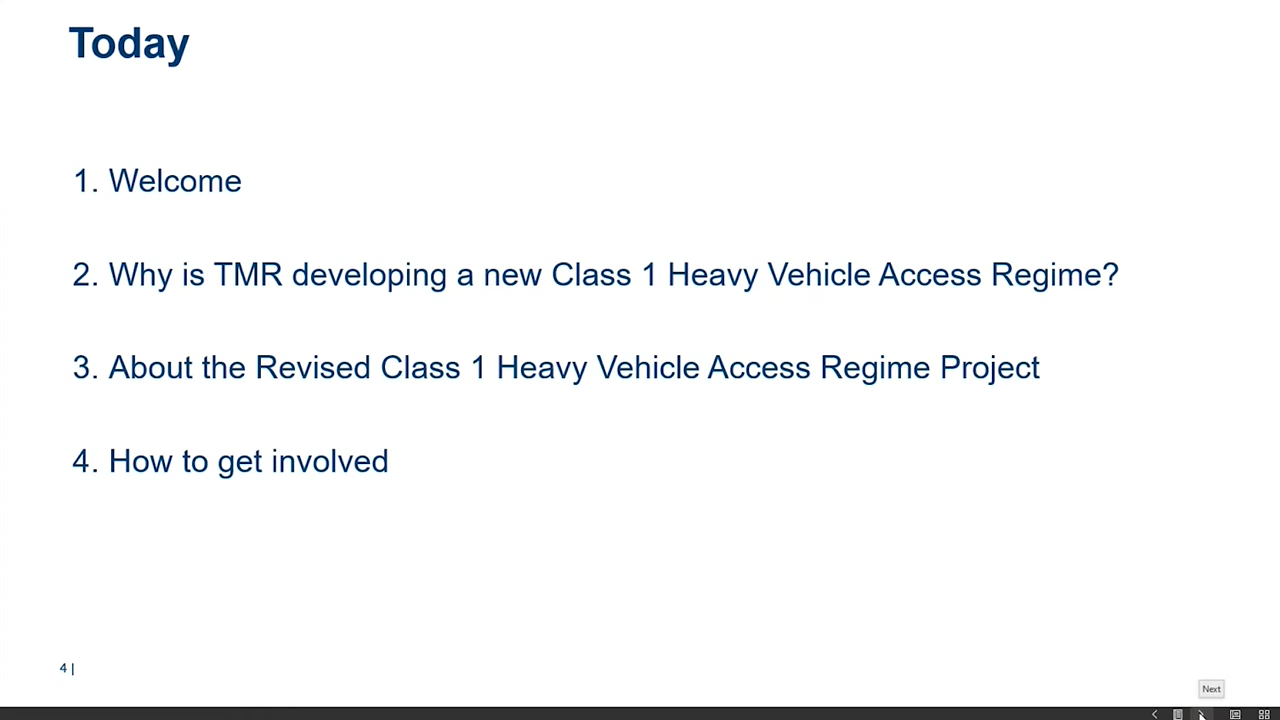 Today
1. Welcome
2. Why is TMR developing a new Class 1 Heavy Vehicle Access Regime?
3. About the Revised Class 1 Heavy Vehicle Access Regime Project
4. How to get involved
4 |
Next